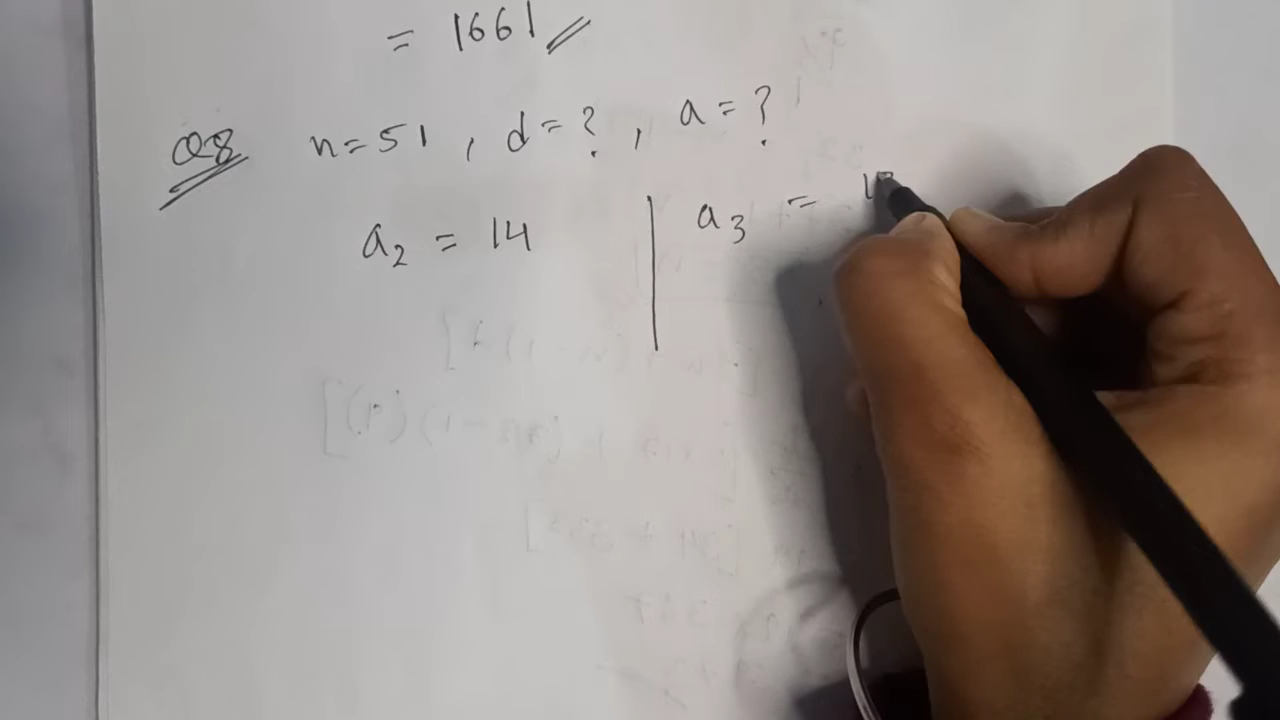 = 1661
Q8 n=51 , d=? , a=?
a₂ = 14 | a₃ =